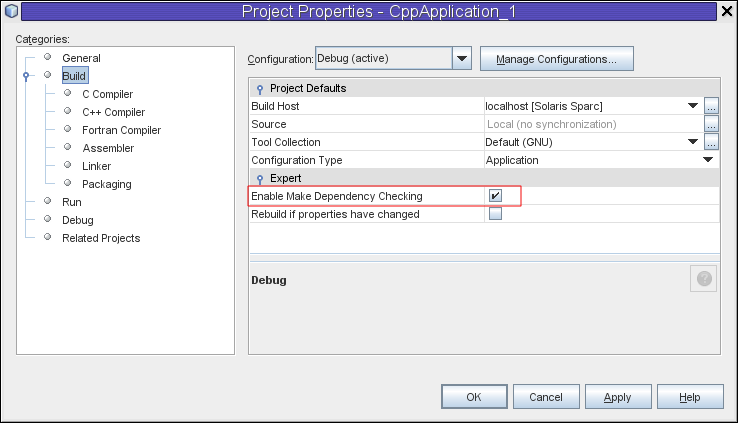 Project Properties - CppApplication_1
Categories:
General
Build
C Compiler
C++ Compiler
Fortran Compiler
Assembler
Linker
Packaging
Run
Debug
Related Projects
Configuration: Debug (active) Manage Configurations...
Project Defaults
Build Host localhost [Solaris Sparc] ...
Source Local (no synchronization) ...
Tool Collection Default (GNU) ...
Configuration Type Application
Expert
Enable Make Dependency Checking
Rebuild if properties have changed
Debug
?
OK Cancel Apply Help